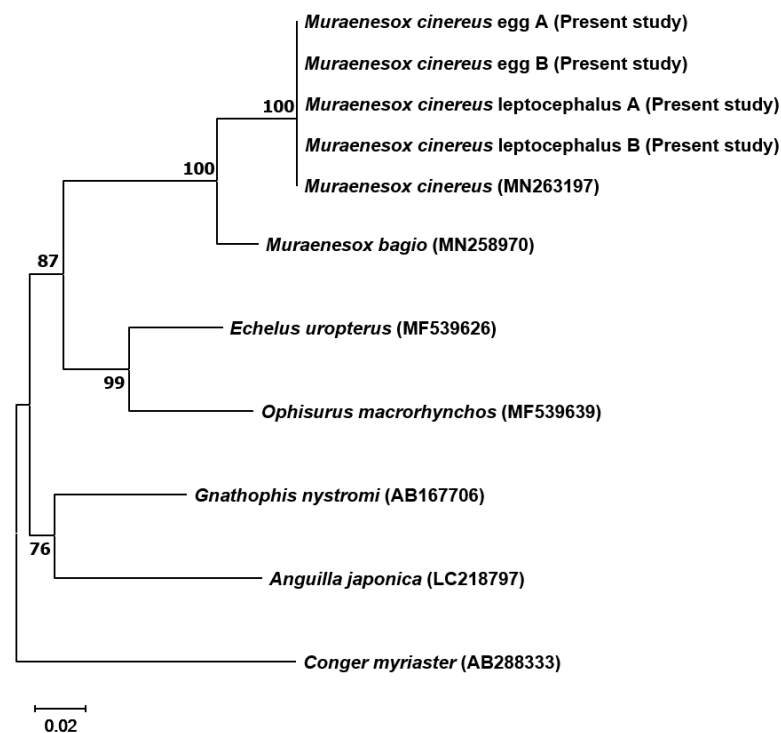 Muraenesox cinereus egg A (Present study)
Muraenesox cinereus egg B (Present study)
100
Muraenesox cinereus leptocephalus A (Present study)
Muraenesox cinereus leptocephalus B (Present study)
100
Muraenesox cinereus (MN263197)
Muraenesox bagio (MN258970)
87
Echelus uropterus (MF539626)
99
Ophisurus macrorhynchos (MF539639)
Gnathophis nystromi (AB167706)
76
Anguilla japonica (LC218797)
Conger myriaster (AB288333)
0.02